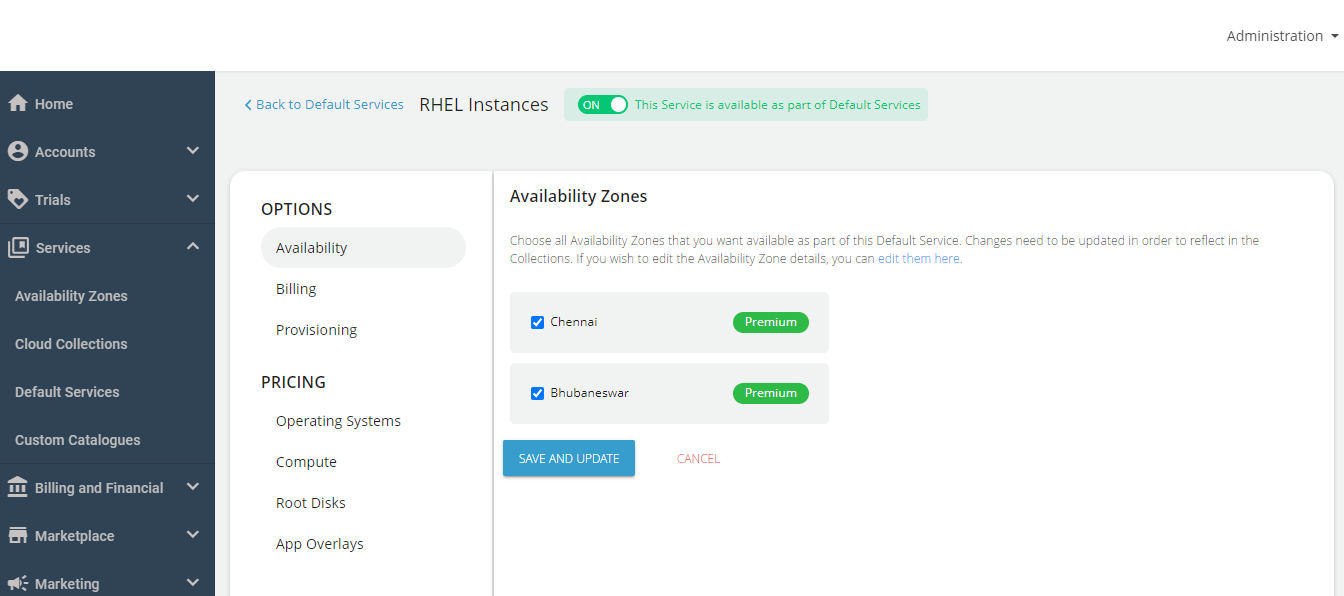 Administration
Home
Accounts
Trials
Services
Availability Zones
Cloud Collections
Default Services
Custom Catalogues
Billing and Financial
Marketplace
Marketing
Back to Default Services RHEL Instances ON This Service is available as part of Default Services
OPTIONS
Availability
Billing
Provisioning
PRICING
Operating Systems
Compute
Root Disks
App Overlays
Availability Zones
Choose all Availability Zones that you want available as part of this Default Service. Changes need to be updated in order to reflect in the
Collections. If you wish to edit the Availability Zone details, you can edit them here.
Chennai Premium
Bhubaneswar Premium
SAVE AND UPDATE CANCEL